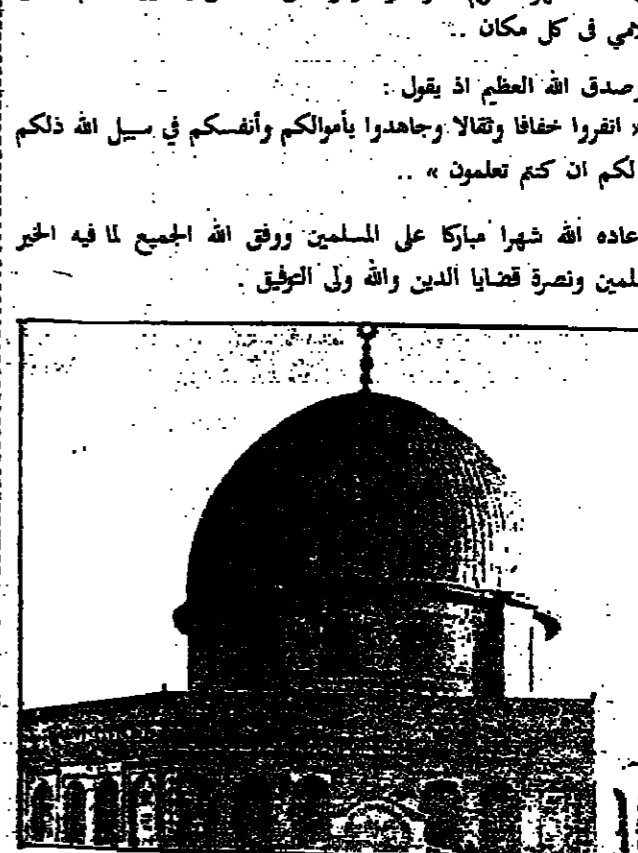 في كل مكان ..
وصدق الله العظيم اذ يقول :
انفروا خفافا وثقالا وجاهدوا بأموالكم وأنفسكم في سبيل الله ذلكم
لكم ان كنتم تعلمون » ..
عاده الله شهرا مباركا على المسلمين ووفق الله الجميع لما فيه الخير
لمين ونصرة قضايا الدين والله ولى التوفيق .